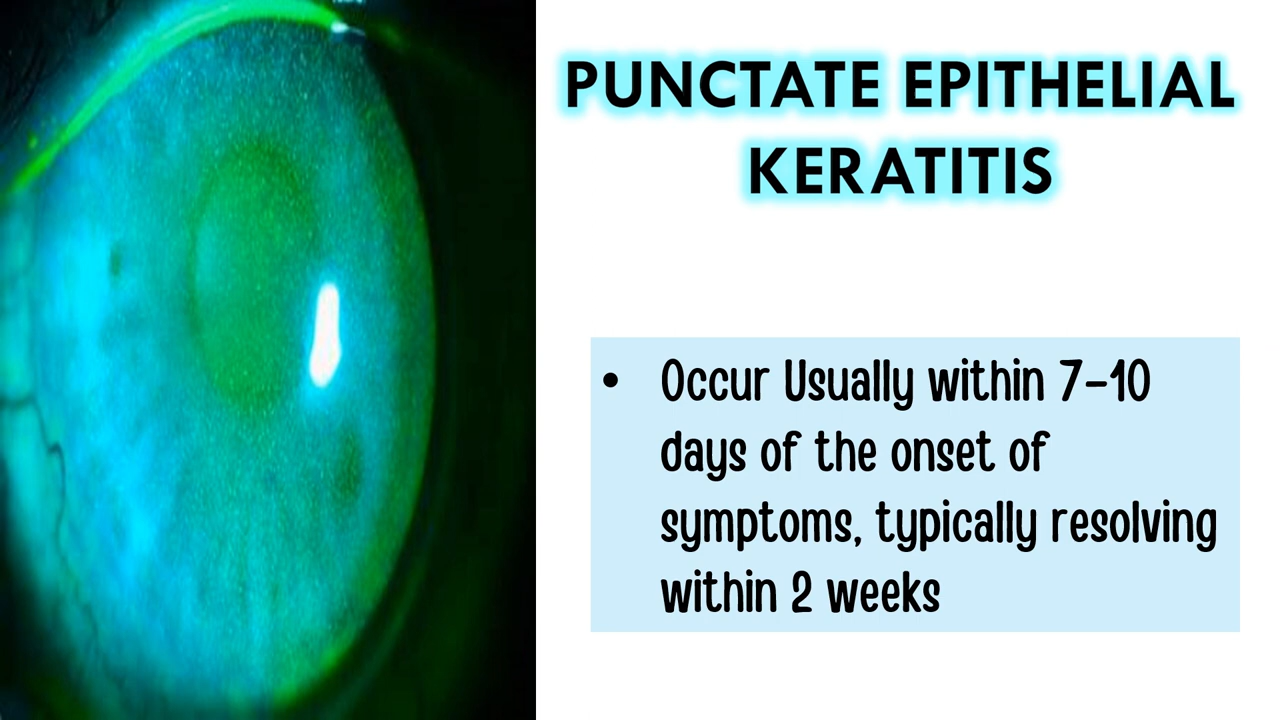 PUNCTATE EPITHELIAL
KERATITIS
• Occur Usually within 7-10
days of the onset of
symptoms, typically resolving
within 2 weeks